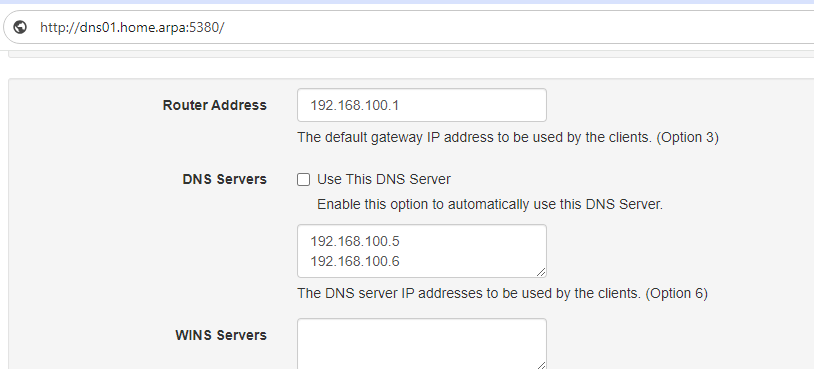 http://dns01.home.arpa:5380/
Router Address
192.168.100.1
The default gateway IP address to be used by the clients. (Option 3)
DNS Servers
Use This DNS Server
Enable this option to automatically use this DNS Server.
192.168.100.5
192.168.100.6
The DNS server IP addresses to be used by the clients. (Option 6)
WINS Servers